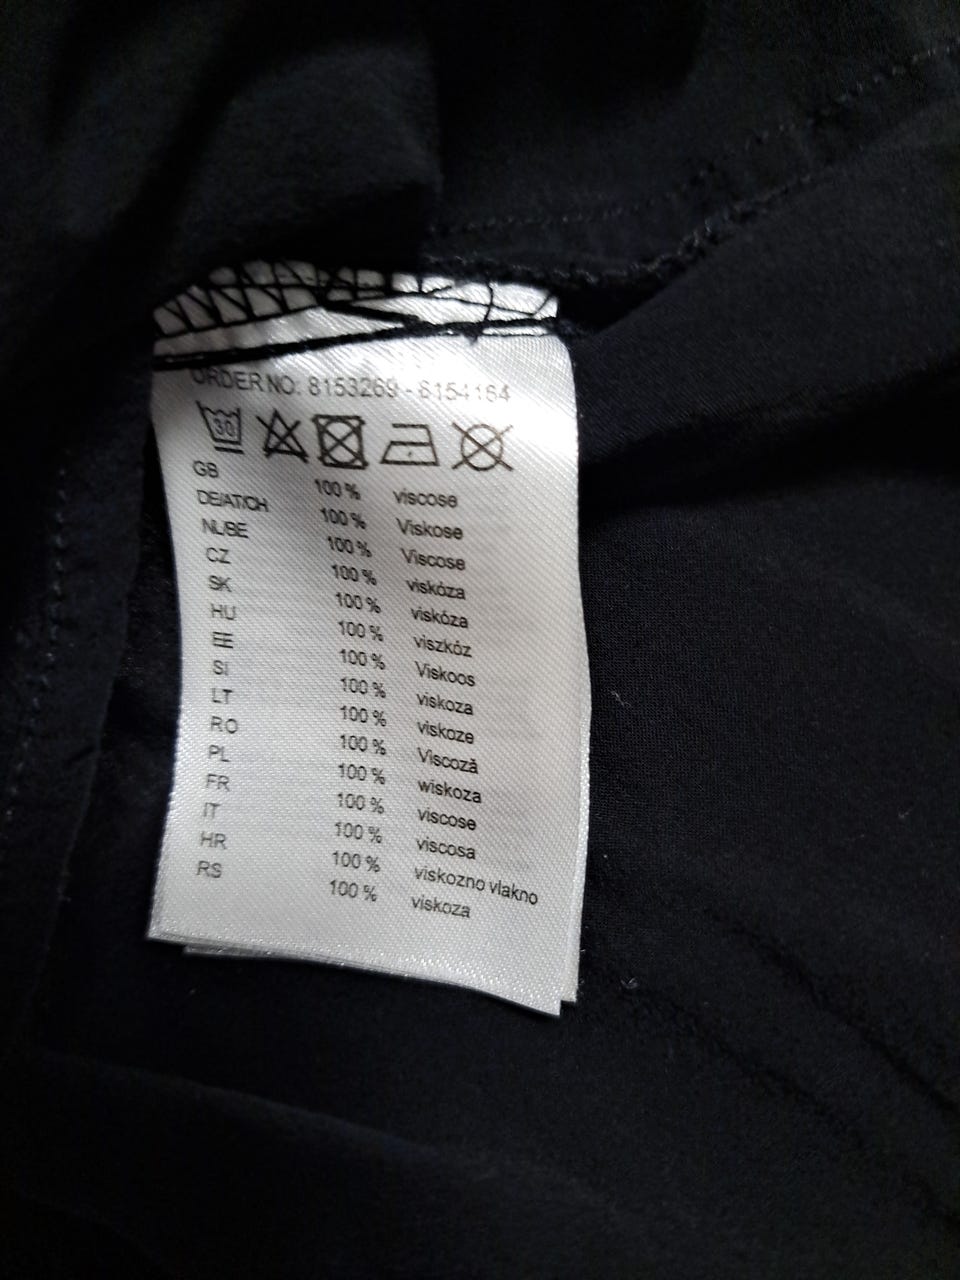 ORDER NO: 8153269 - 8154164
30
GB 100 % viscose
DE/AT/CH 100 % Viskose
NL/BE 100 % Viscose
CZ 100 % viskóza
SK 100 % viskóza
HU 100 % viszkóz
EE 100 % Viskoos
SI 100 % viskoza
LT 100 % viskoze
RO 100 % Viscoză
PL 100 % wiskoza
FR 100 % viscose
IT 100 % viscosa
HR 100 % viskozno vlakno
RS 100 % viskoza